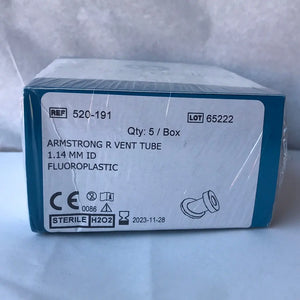 REF 520-191 LOT 65222
Qty: 5 / Box
ARMSTRONG R VENT TUBE
1.14 MM ID
FLUOROPLASTIC
CE 0086
STERILE H2O2 2023-11-28